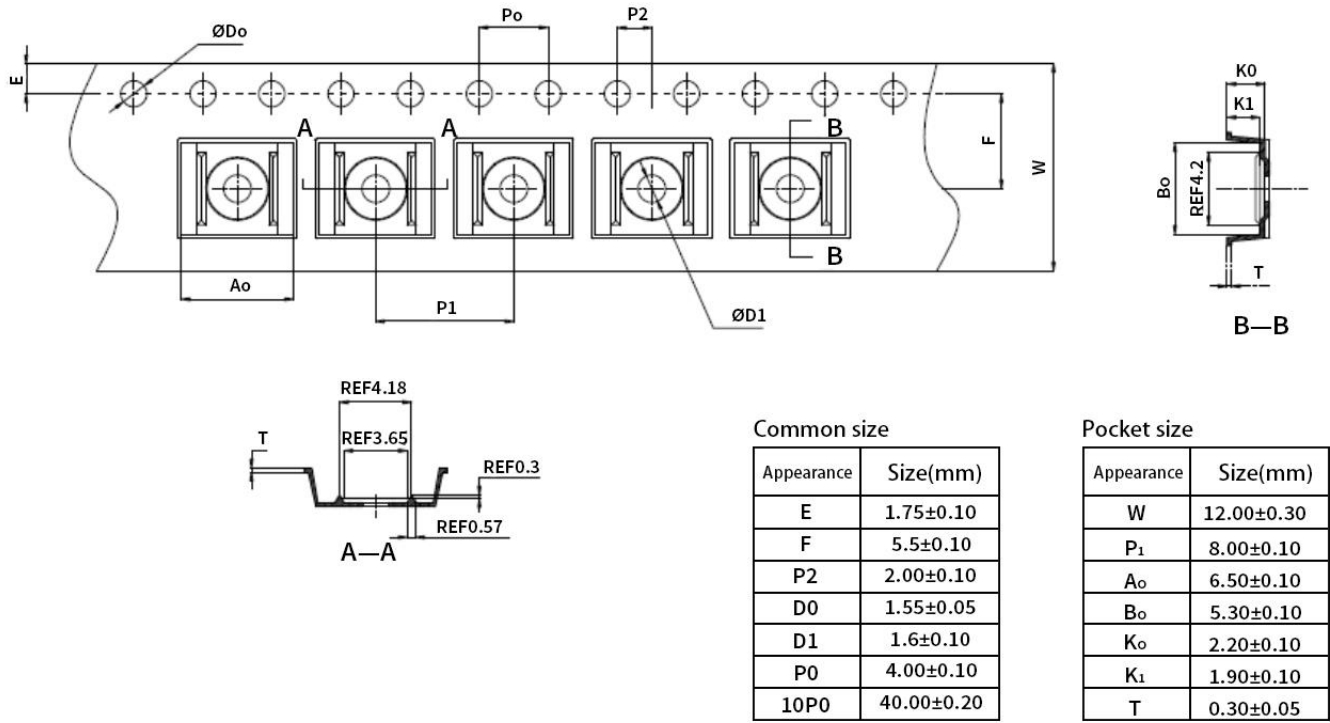 Po
P2
ØDo
E
K0
K1
A
A
B
F
W
Bo
REF4.2
B
Ao
P1
ØD1
T
B—B
REF4.18
T
REF3.65
REF0.3
REF0.57
A—A
Common size
Appearance Size(mm)
E 1.75±0.10
F 5.5±0.10
P2 2.00±0.10
D0 1.55±0.05
D1 1.6±0.10
P0 4.00±0.10
10P0 40.00±0.20
Pocket size
Appearance Size(mm)
W 12.00±0.30
P1 8.00±0.10
Ao 6.50±0.10
Bo 5.30±0.10
Ko 2.20±0.10
K1 1.90±0.10
T 0.30±0.05